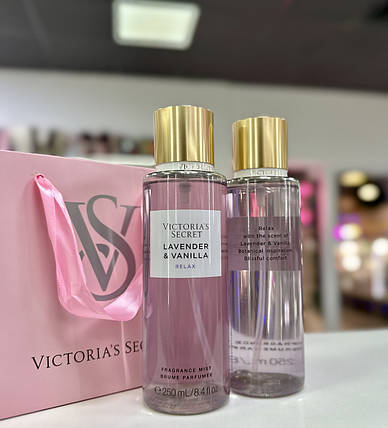 VS
VICTORIA'S SEC
VICTORIA'S
SECRET
LAVENDER
& VANILLA
RELAX
FRAGRANCE MIST
BRUME PARFUMÉE
℮ 250 mL/8.4 fl oz
Relax
with the scent of
Lavender & Vanilla
Botanical inspiration
Blissful comfort